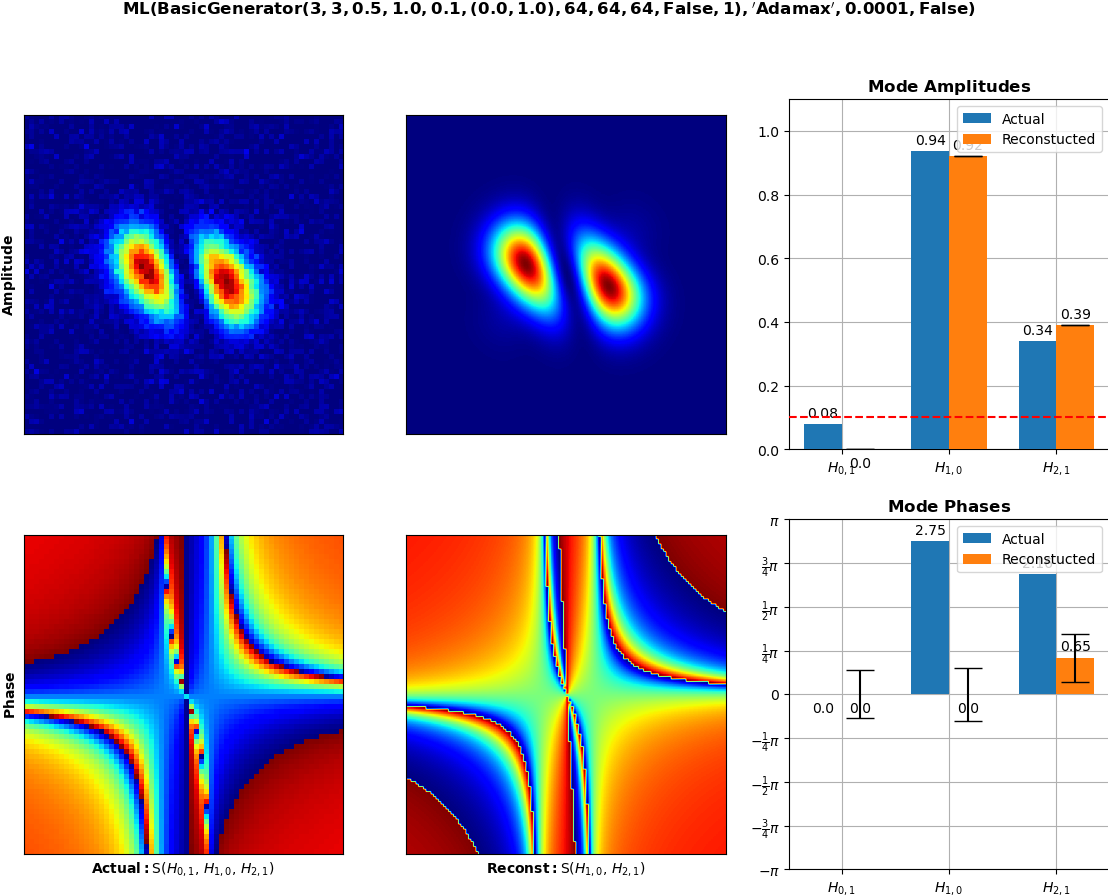 ML(BasicGenerator(3, 3, 0.5, 1.0, 0.1, (0.0, 1.0), 64, 64, 64, False, 1), ′Adamax′, 0.0001, False)
Amplitude
Mode Amplitudes
Actual
Reconstucted
1.0
0.8
0.6
0.4
0.2
0.0
0.94
0.92
0.39
0.34
0.08
0.0
H0,1
H1,0
H2,1
Phase
Actual: S(H0,1, H1,0, H2,1)
Reconst: S(H1,0, H2,1)
Mode Phases
Actual
Reconstucted
π
3/4π
1/2π
1/4π
0
−1/4π
−1/2π
−3/4π
−π
2.75
0.65
0.0
0.0
0.0
H0,1
H1,0
H2,1